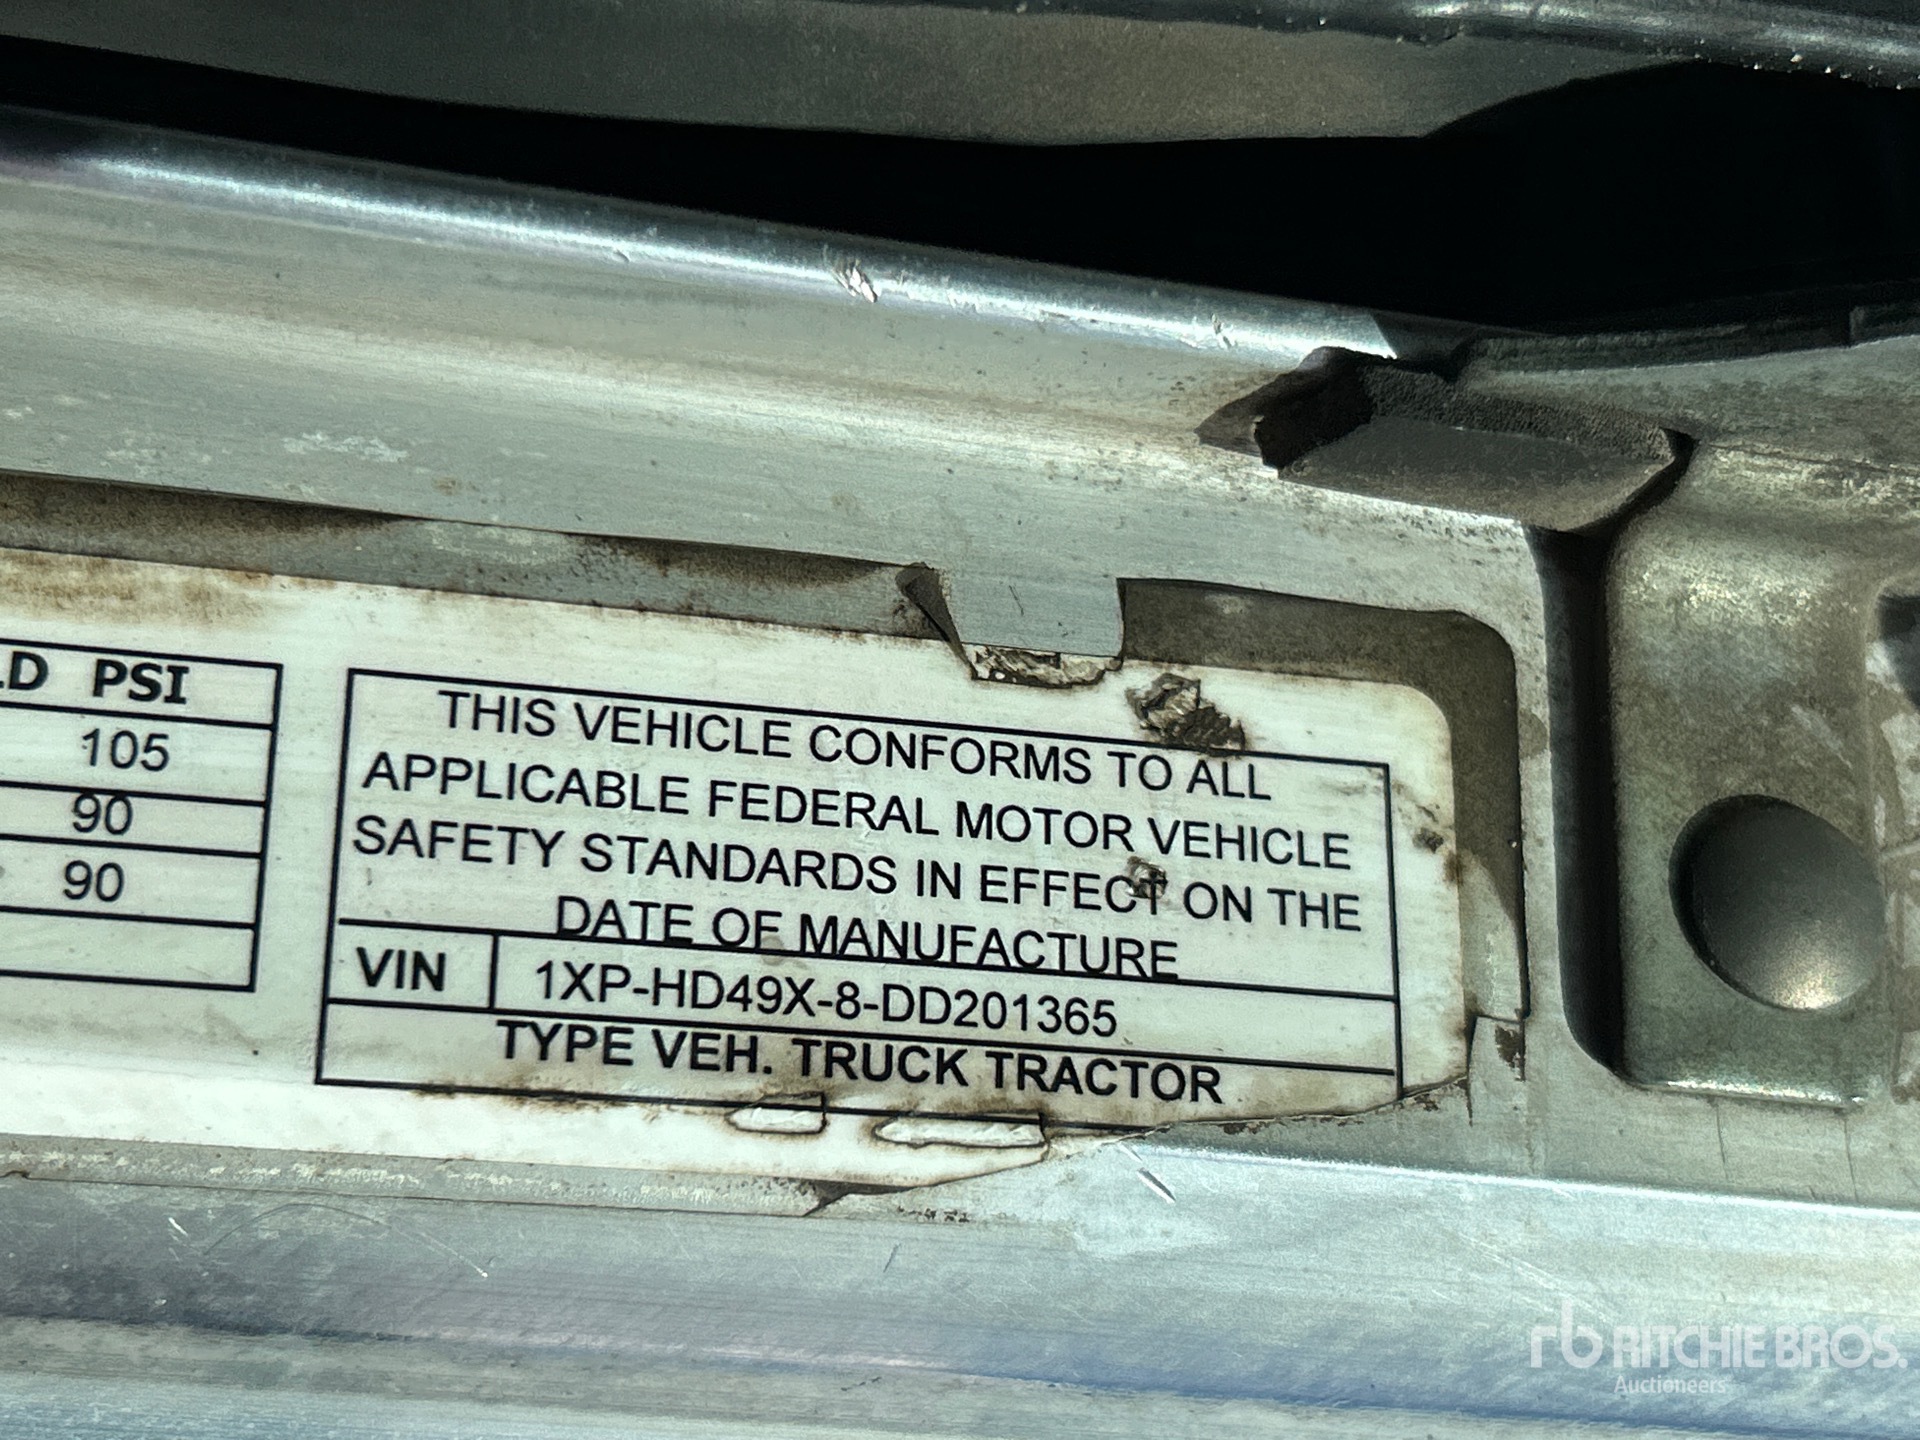 LD PSI
105
90
90
THIS VEHICLE CONFORMS TO ALL
APPLICABLE FEDERAL MOTOR VEHICLE
SAFETY STANDARDS IN EFFECT ON THE
DATE OF MANUFACTURE
VIN 1XP-HD49X-8-DD201365
TYPE VEH. TRUCK TRACTOR
rb RITCHIE BROS.
Auctioneers